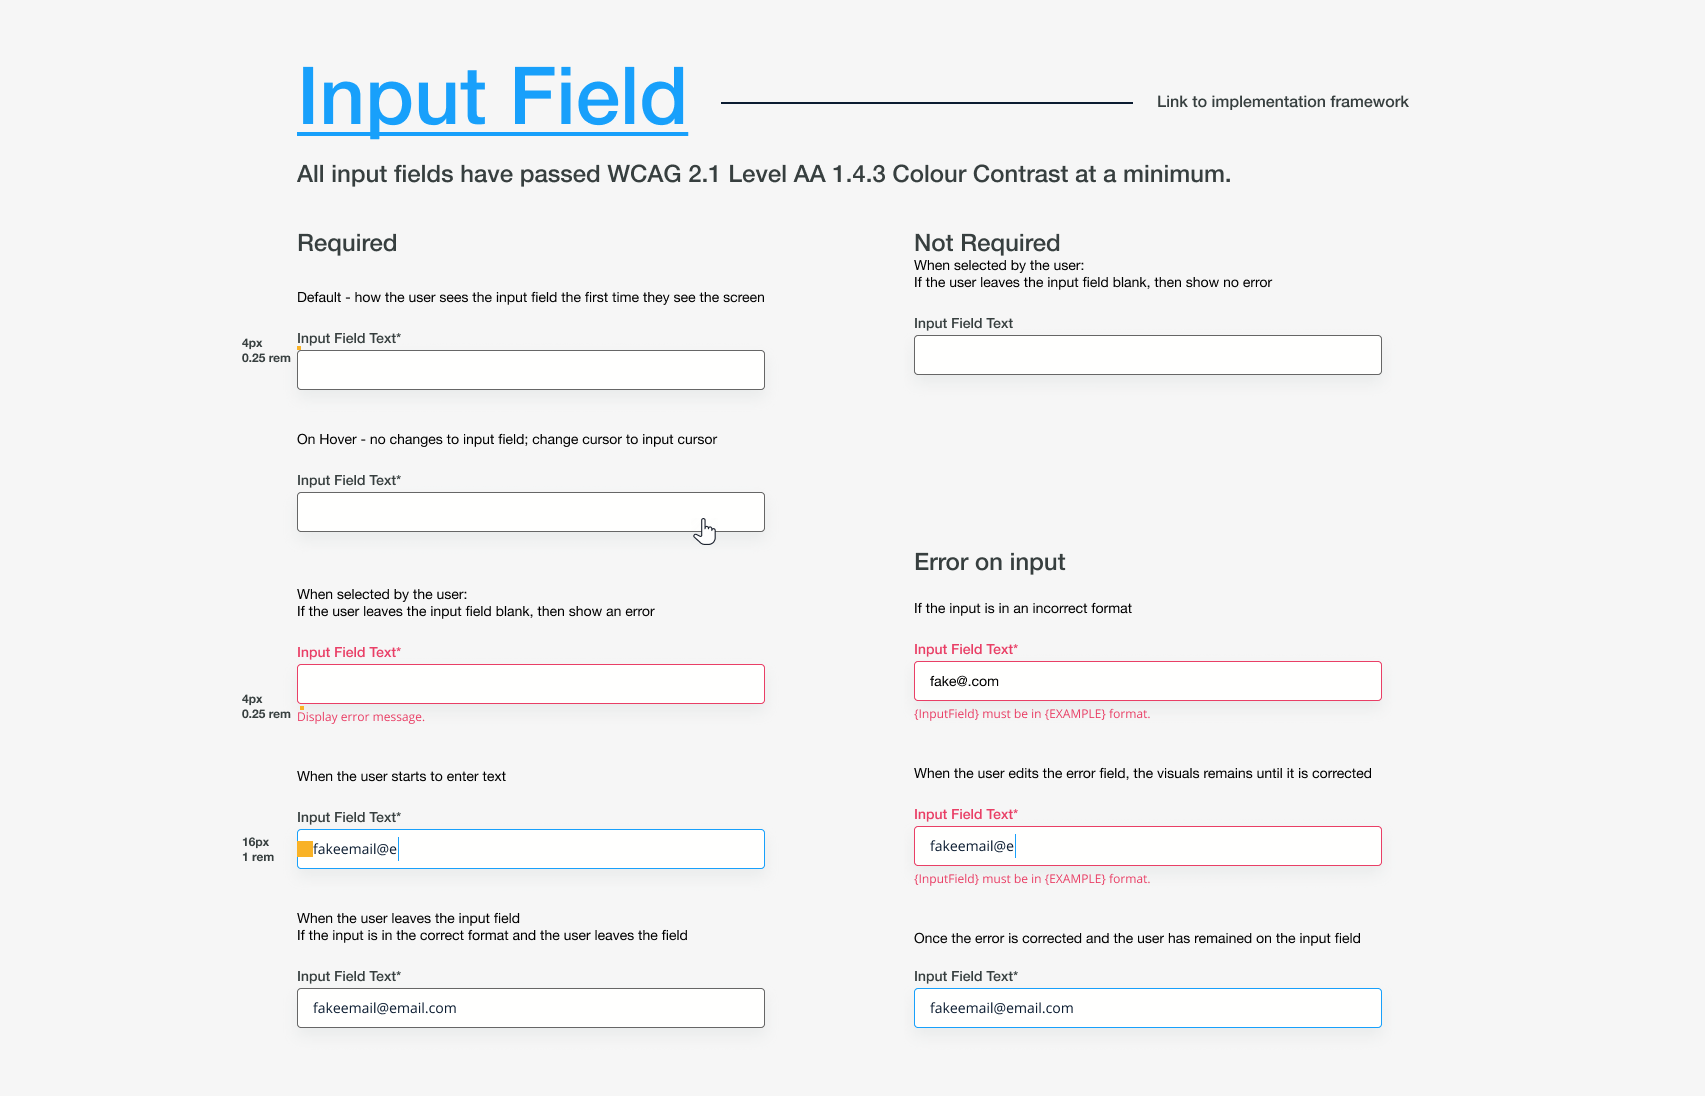 Input Field
Link to implementation framework
All input fields have passed WCAG 2.1 Level AA 1.4.3 Colour Contrast at a minimum.
Required
Default - how the user sees the input field the first time they see the screen
Input Field Text*
4px
0.25 rem
On Hover - no changes to input field; change cursor to input cursor
Input Field Text*
When selected by the user:
If the user leaves the input field blank, then show an error
Input Field Text*
4px
0.25 rem
Display error message.
When the user starts to enter text
Input Field Text*
16px
1 rem
fakeemail@e
When the user leaves the input field
If the input is in the correct format and the user leaves the field
Input Field Text*
fakeemail@email.com
Not Required
When selected by the user:
If the user leaves the input field blank, then show no error
Input Field Text
Error on input
If the input is in an incorrect format
Input Field Text*
fake@.com
{InputField} must be in {EXAMPLE} format.
When the user edits the error field, the visuals remains until it is corrected
Input Field Text*
fakeemail@e
{InputField} must be in {EXAMPLE} format.
Once the error is corrected and the user has remained on the input field
Input Field Text*
fakeemail@email.com